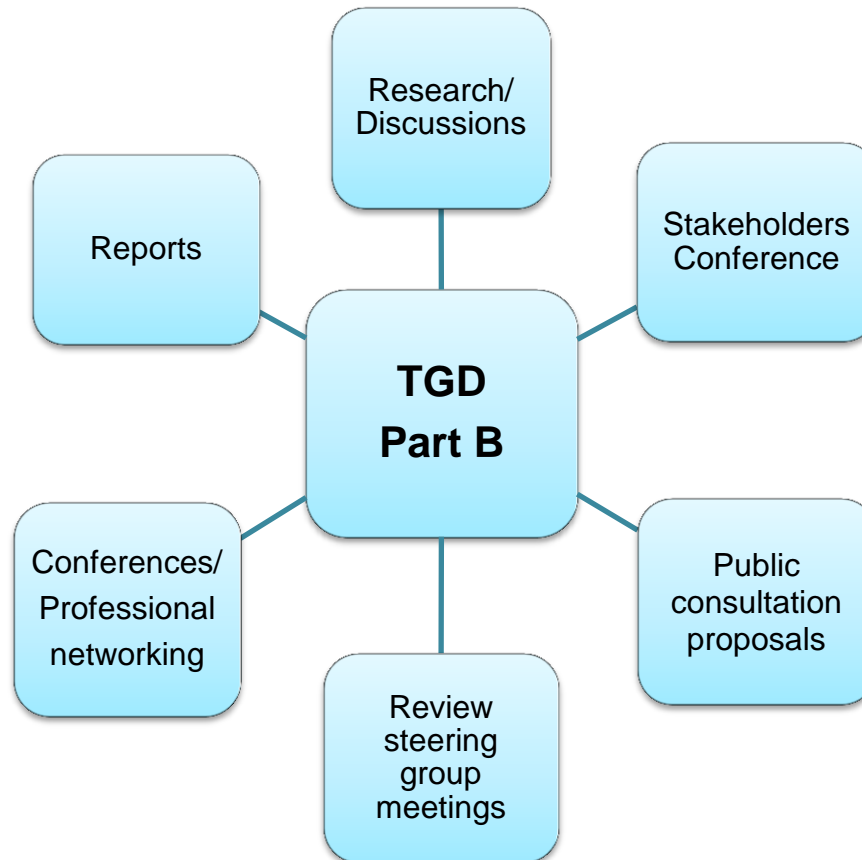 Research/
Discussions
Reports
Stakeholders
Conference
TGD
Part B
Conferences/
Professional
networking
Public
consultation
proposals
Review
steering
group
meetings